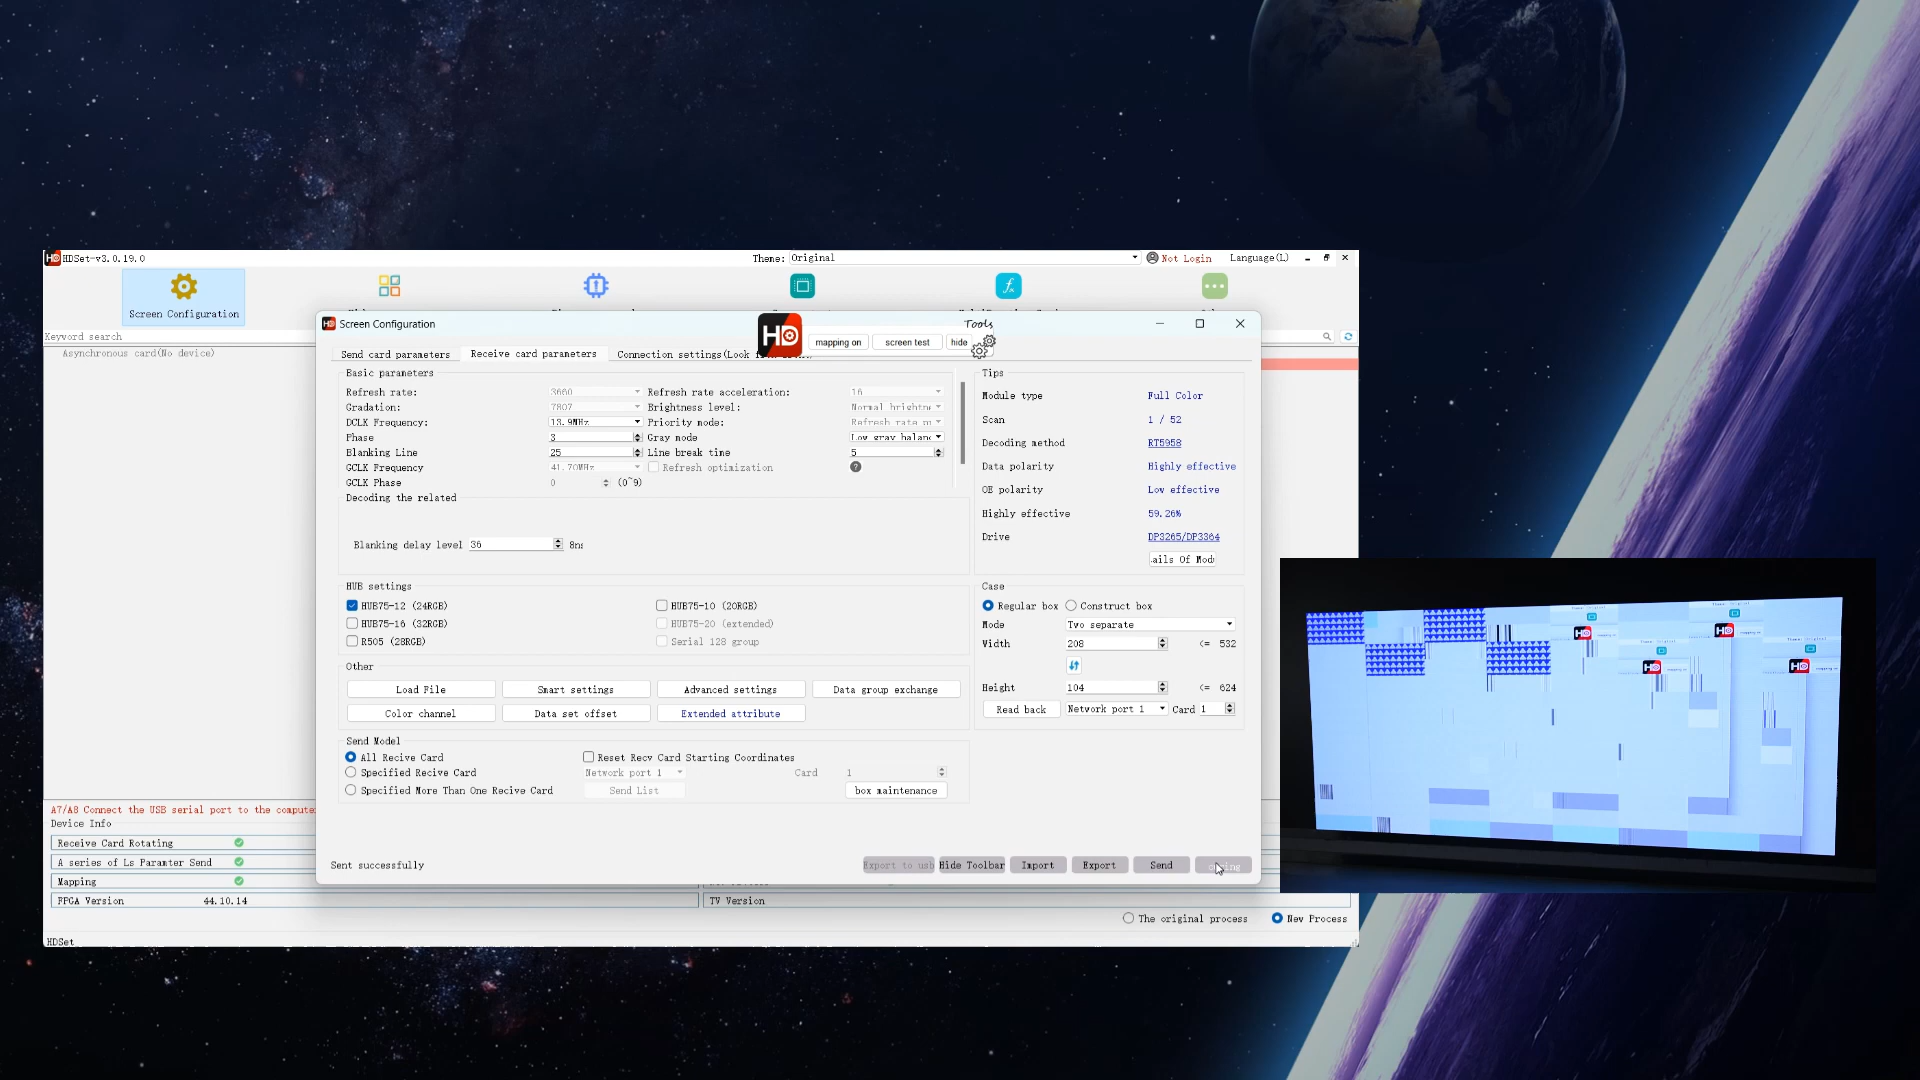 HDSet-v3.0.19.0
Theme: Original
Not Login
Language(L)
Screen Configuration
Keyword search
Asynchronous card(No device)
Screen Configuration
Tools
mapping on
screen test
hide
Send card parameters
Receive card parameters
Connection settings(Look
Basic parameters
Refresh rate: 3660 Refresh rate acceleration: 16
Gradation: 7807 Brightness level: Normal brightne
DCLK Frequency: 13.9MHz Priority mode: Refresh rate
Phase 3 Gray mode Low gray balanc
Blanking Line 25 Line break time 5
GCLK Frequency 41.70MHz Refresh optimization
GCLK Phase 0 (0~9)
Decoding the related
Blanking delay level 36 8ns
HUB settings
HUB75-12 (24RGB) HUB75-10 (20RGB)
HUB75-16 (32RGB) HUB75-20 (extended)
R505 (28RGB) Serial 128 group
Other
Load File Smart settings Advanced settings Data group exchange
Color channel Data set offset Extended attribute
Send Model
All Recive Card Reset Recv Card Starting Coordinates
Specified Recive Card Network port 1 Card 1
Specified More Than One Recive Card Send List box maintenance
Tips
Module type Full Color
Scan 1 / 52
Decoding method RT5958
Data polarity Highly effective
OE polarity Low effective
Highly effective 59.26%
Drive DP3265/DP3364
ails Of Mod
Case
Regular box Construct box
Mode Two separate
Width 208 <= 532
Height 104 <= 624
Read back Network port 1 Card 1
Sent successfully
Export to usb Hide Toolbar Import Export Send
A7/A8 Connect the USB serial port to the compute
Device Info
Receive Card Rotating
A series of Ls Paramter Send
Mapping
FPGA Version 44.10.14
TV Version
The original process New Process
HDSet